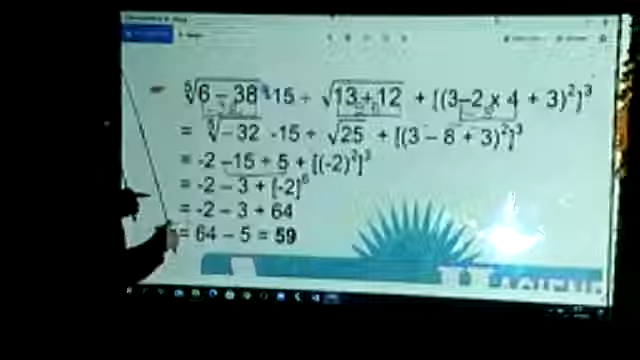 ⁵√6 – 38 -15 ÷ √13 + 12 + [(3–2 x 4 + 3)²]³
= ⁵√– 32 -15 ÷ √25 + [(3 – 8 + 3)²]³
= -2 –15 ÷ 5 + [(-2)²]³
= -2 – 3 + [-2]⁶
= -2 – 3 + 64
= 64 – 5 = 59